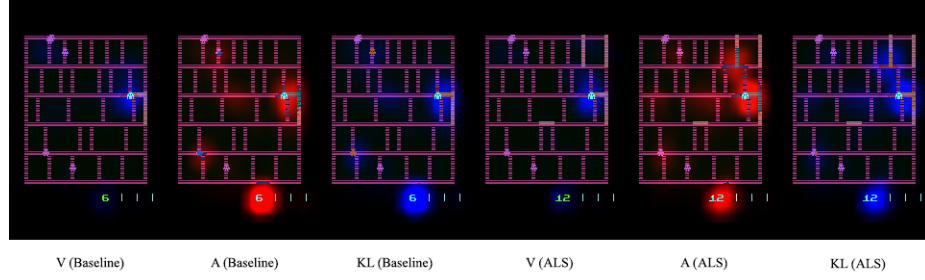 6 6 6 12 12 12
V (Baseline) A (Baseline) KL (Baseline) V (ALS) A (ALS) KL (ALS)